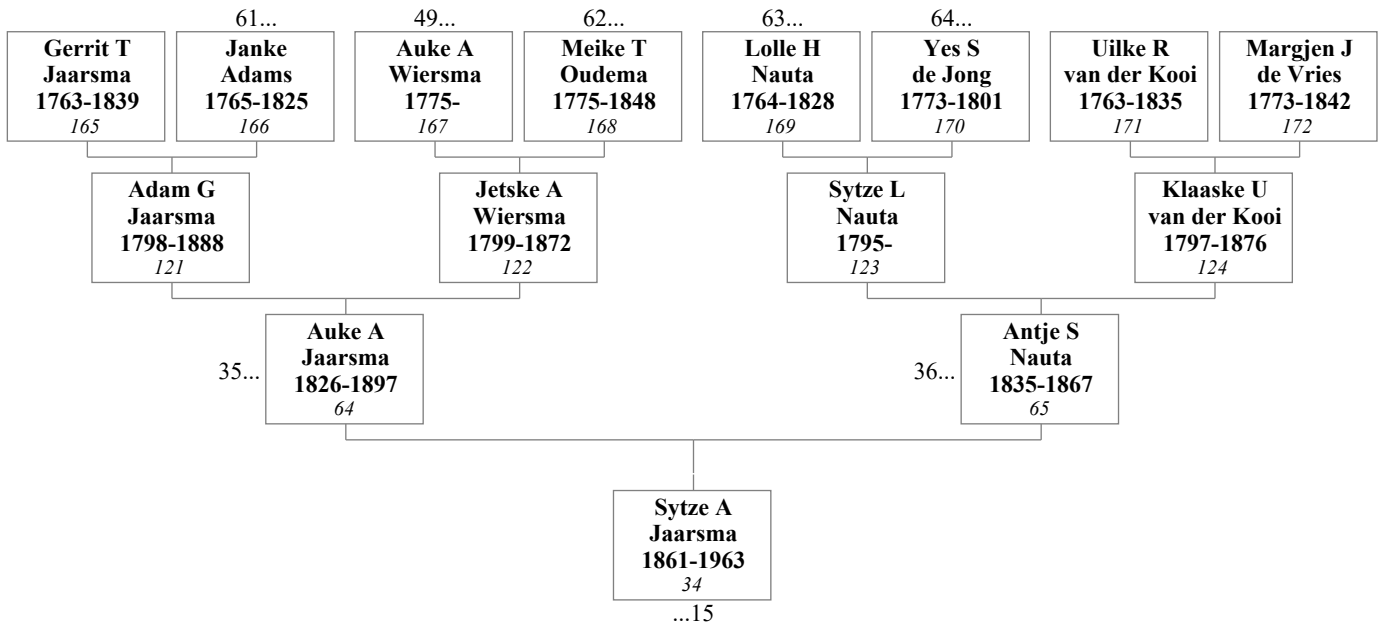 61...
49...
62...
63...
64...
Gerrit T
Jaarsma
1763-1839
165
Janke
Adams
1765-1825
166
Auke A
Wiersma
1775-
167
Meike T
Oudema
1775-1848
168
Lolle H
Nauta
1764-1828
169
Yes S
de Jong
1773-1801
170
Uilke R
van der Kooi
1763-1835
171
Margjen J
de Vries
1773-1842
172
Adam G
Jaarsma
1798-1888
121
Jetske A
Wiersma
1799-1872
122
Sytze L
Nauta
1795-
123
Klaaske U
van der Kooi
1797-1876
124
35...
Auke A
Jaarsma
1826-1897
64
36...
Antje S
Nauta
1835-1867
65
Sytze A
Jaarsma
1861-1963
34
...15